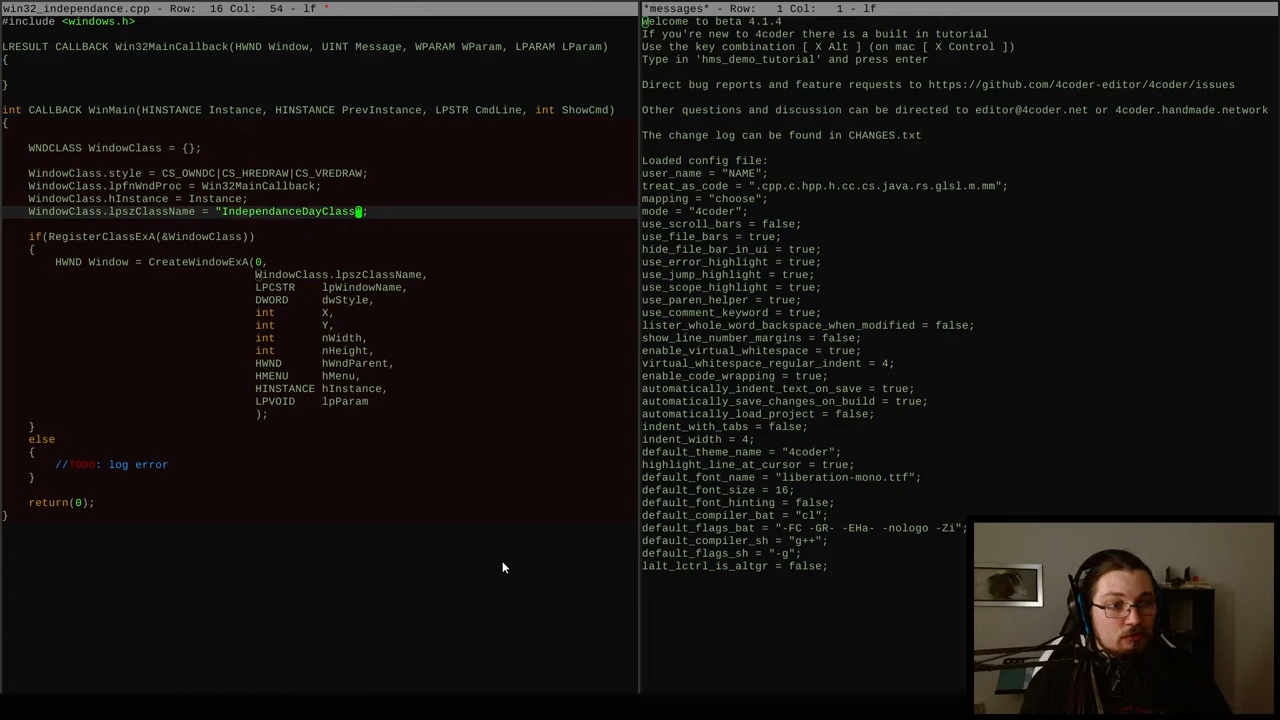 win32_independance.cpp - Row: 16 Col: 54 - lf *
#include <windows.h>
LRESULT CALLBACK Win32MainCallback(HWND Window, UINT Message, WPARAM WParam, LPARAM LParam)
{
}
int CALLBACK WinMain(HINSTANCE Instance, HINSTANCE PrevInstance, LPSTR CmdLine, int ShowCmd)
{
WNDCLASS WindowClass = {};
WindowClass.style = CS_OWNDC|CS_HREDRAW|CS_VREDRAW;
WindowClass.lpfnWndProc = Win32MainCallback;
WindowClass.hInstance = Instance;
WindowClass.lpszClassName = "IndependanceDayClass";
if(RegisterClassExA(&WindowClass))
{
HWND Window = CreateWindowExA(0,
WindowClass.lpszClassName,
LPCSTR lpWindowName,
DWORD dwStyle,
int X,
int Y,
int nWidth,
int nHeight,
HWND hWndParent,
HMENU hMenu,
HINSTANCE hInstance,
LPVOID lpParam
);
}
else
{
//TODO: log error
}
return(0);
}
*messages* - Row: 1 Col: 1 - lf
Welcome to beta 4.1.4
If you're new to 4coder there is a built in tutorial
Use the key combination [ X Alt ] (on mac [ X Control ])
Type in 'hms_demo_tutorial' and press enter
Direct bug reports and feature requests to https://github.com/4coder-editor/4coder/issues
Other questions and discussion can be directed to editor@4coder.net or 4coder.handmade.network
The change log can be found in CHANGES.txt
Loaded config file:
user_name = "NAME";
treat_as_code = ".cpp.c.hpp.h.cc.cs.java.rs.glsl.m.mm";
mapping = "choose";
mode = "4coder";
use_scroll_bars = false;
use_file_bars = true;
hide_file_bar_in_ui = true;
use_error_highlight = true;
use_jump_highlight = true;
use_scope_highlight = true;
use_paren_helper = true;
use_comment_keyword = true;
lister_whole_word_backspace_when_modified = false;
show_line_number_margins = false;
enable_virtual_whitespace = true;
virtual_whitespace_regular_indent = 4;
enable_code_wrapping = true;
automatically_indent_text_on_save = true;
automatically_save_changes_on_build = true;
automatically_load_project = false;
indent_with_tabs = false;
indent_width = 4;
default_theme_name = "4coder";
highlight_line_at_cursor = true;
default_font_name = "liberation-mono.ttf";
default_font_size = 16;
default_font_hinting = false;
default_compiler_bat = "cl";
default_flags_bat = "-FC -GR- -EHa- -nologo -Zi";
default_compiler_sh = "g++";
default_flags_sh = "-g";
lalt_lctrl_is_altgr = false;